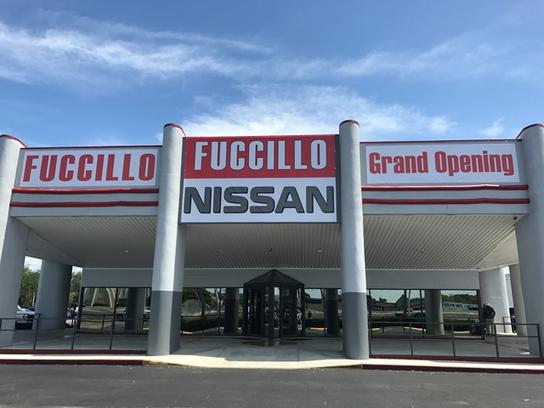 FUCCILLO
FUCCILLO
NISSAN
Grand Opening